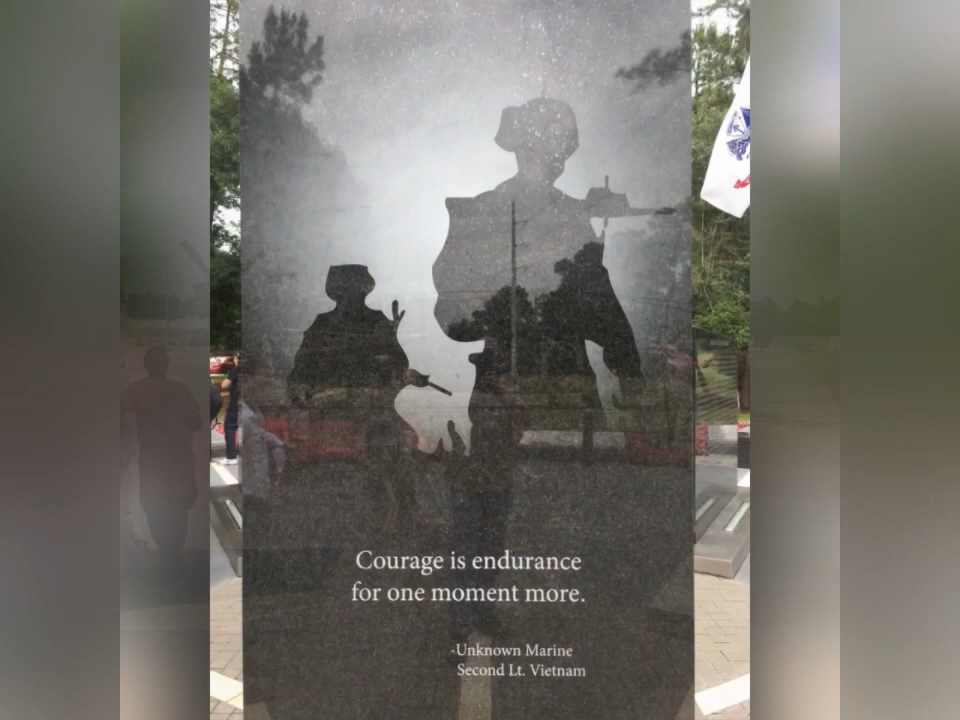 Courage is endurance
for one moment more.
-Unknown Marine
Second Lt. Vietnam